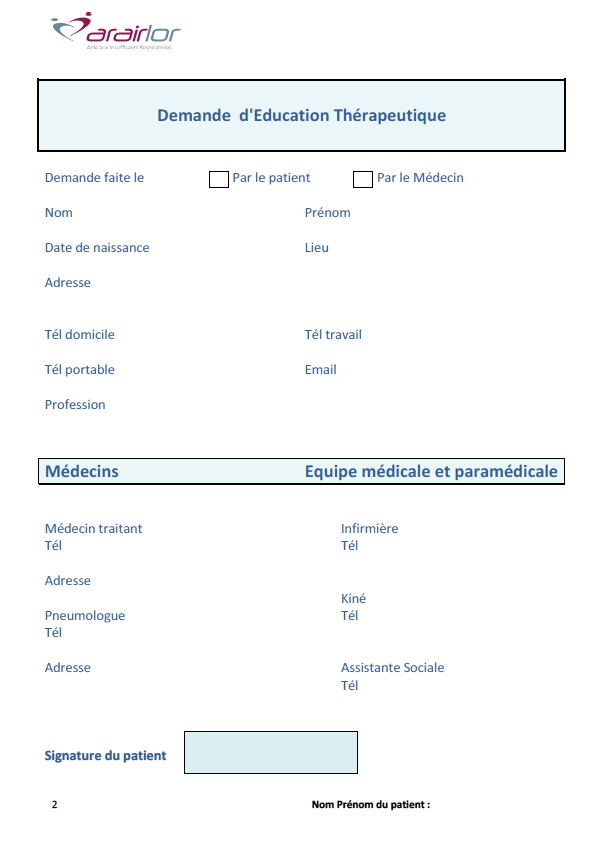 arairlor
Aide aux Insuffisants Respiratoires
Demande d'Education Thérapeutique
Demande faite le Par le patient Par le Médecin
Nom Prénom
Date de naissance Lieu
Adresse
Tél domicile Tél travail
Tél portable Email
Profession
Médecins Equipe médicale et paramédicale
Médecin traitant Infirmière
Tél Tél
Adresse
Kiné
Pneumologue Tél
Tél
Adresse Assistante Sociale
Tél
Signature du patient
2 Nom Prénom du patient :